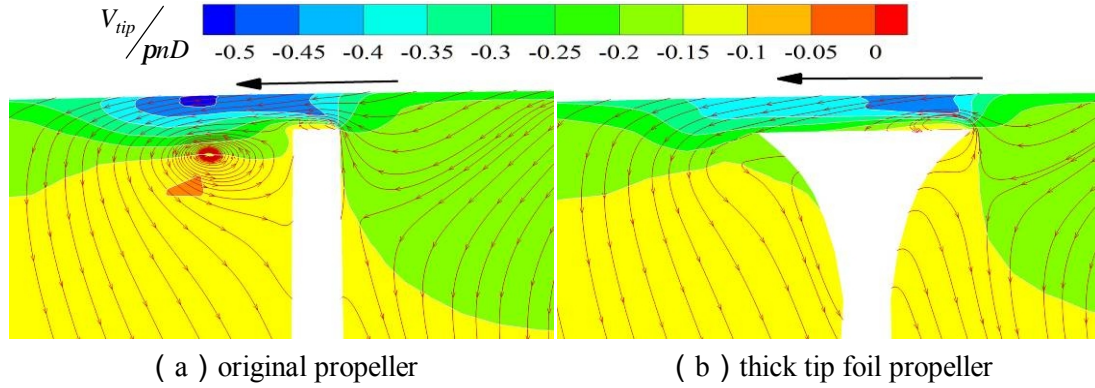 V_tip/pnD
-0.5 -0.45 -0.4 -0.35 -0.3 -0.25 -0.2 -0.15 -0.1 -0.05 0
( a ) original propeller
( b ) thick tip foil propeller